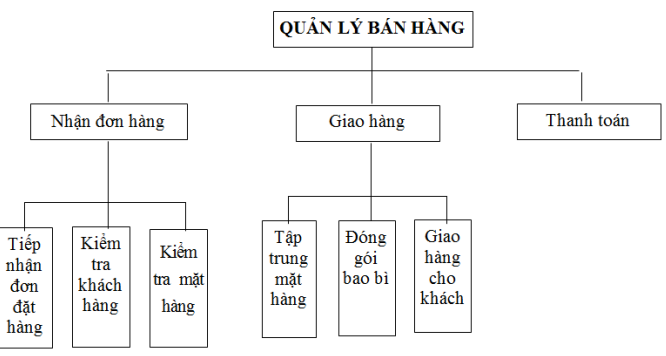 QUẢN LÝ BÁN HÀNG
Nhận đơn hàng
Giao hàng
Thanh toán
Tiếp
nhận
đơn
đặt
hàng
Kiểm
tra
khách
hàng
Kiểm
tra mặt
hàng
Tập
trung
mặt
hàng
Đóng
gói
bao bì
Giao
hàng
cho
khách